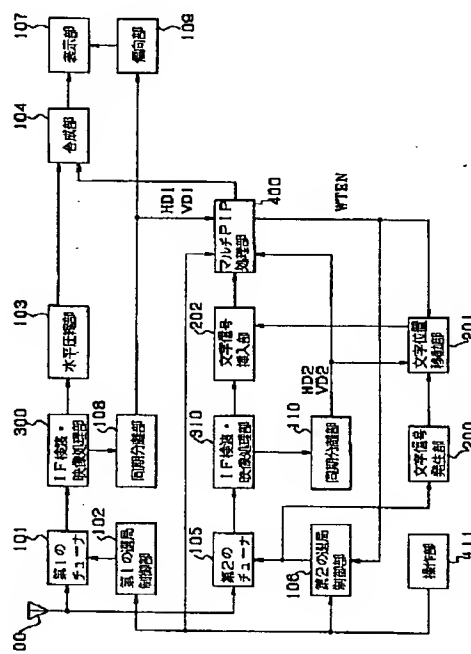 00
101
第1の
チューナ
102
第1の選局
制御部
300
IF検波・
映像処理部
108
同期分離部
103
水平圧縮部
104
合成部
107
表示部
109
偏向部
HD1
VD1
105
第2の
チューナ
310
IF検波・
映像処理部
202
文字信号
挿入部
400
マルチPIP
処理部
WTEN
106
第2の選局
制御部
110
同期分離部
HD2
VD2
200
文字信号
発生部
201
文字位置
移動部
操作部